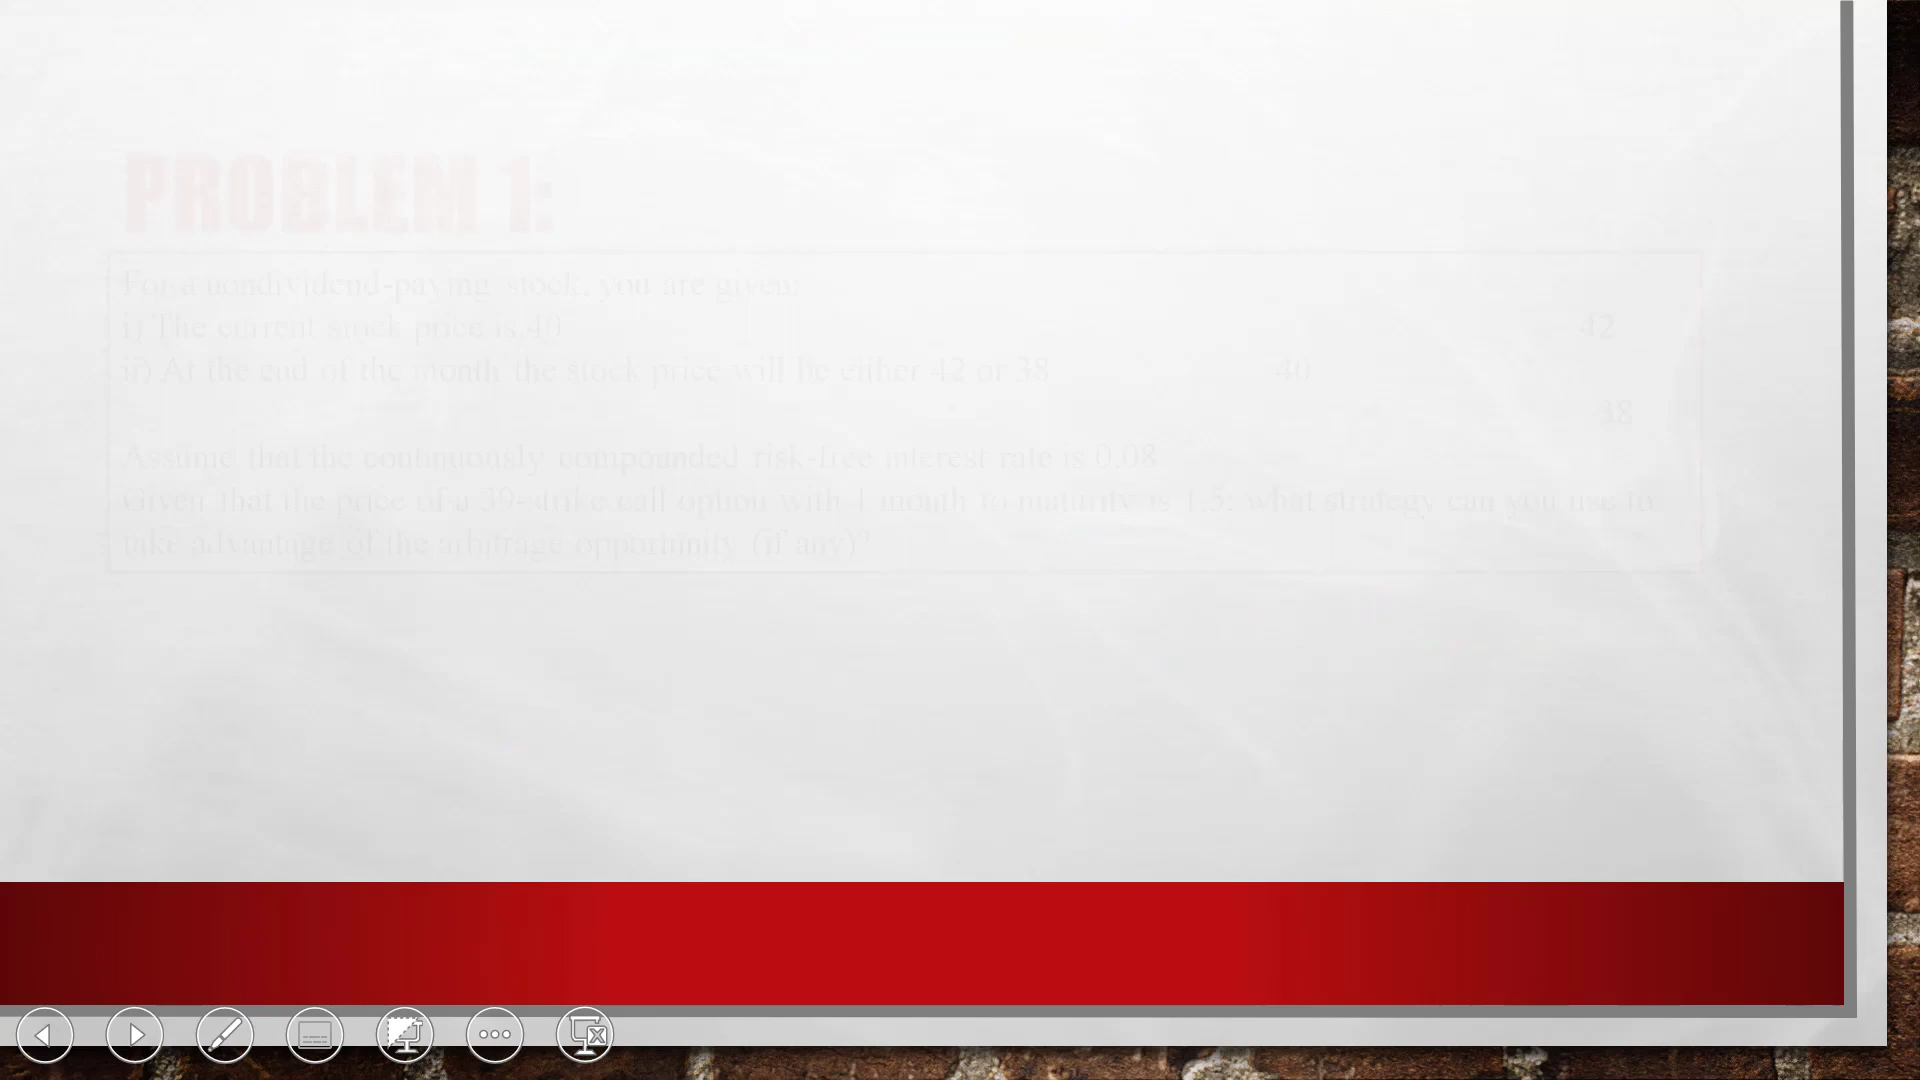 PROBLEM 1:
For a nondividend-paying stock, you are given:
i) The current stock price is 40
42
ii) At the end of the month the stock price will be either 42 or 38
40
38
Assume that the continuously compounded risk-free interest rate is 0.08
Given that the price of a 39-strike call option with 1 month to maturity is 1.5; what strategy can you use to
take advantage of the arbitrage opportunity (if any)?